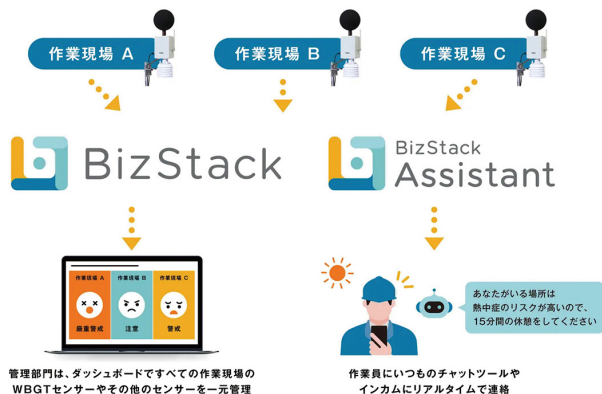 作業現場 A
作業現場 B
作業現場 C
BizStack
BizStack
Assistant
作業現場 A
作業現場 B
作業現場 C
厳重警戒
注意
警戒
あなたがいる場所は
熱中症のリスクが高いので、
15分間の休憩をしてください
管理部門は、ダッシュボードですべての作業現場の
WBGTセンサーやその他のセンサーを一元管理
作業員にいつものチャットツールや
インカムにリアルタイムで連絡